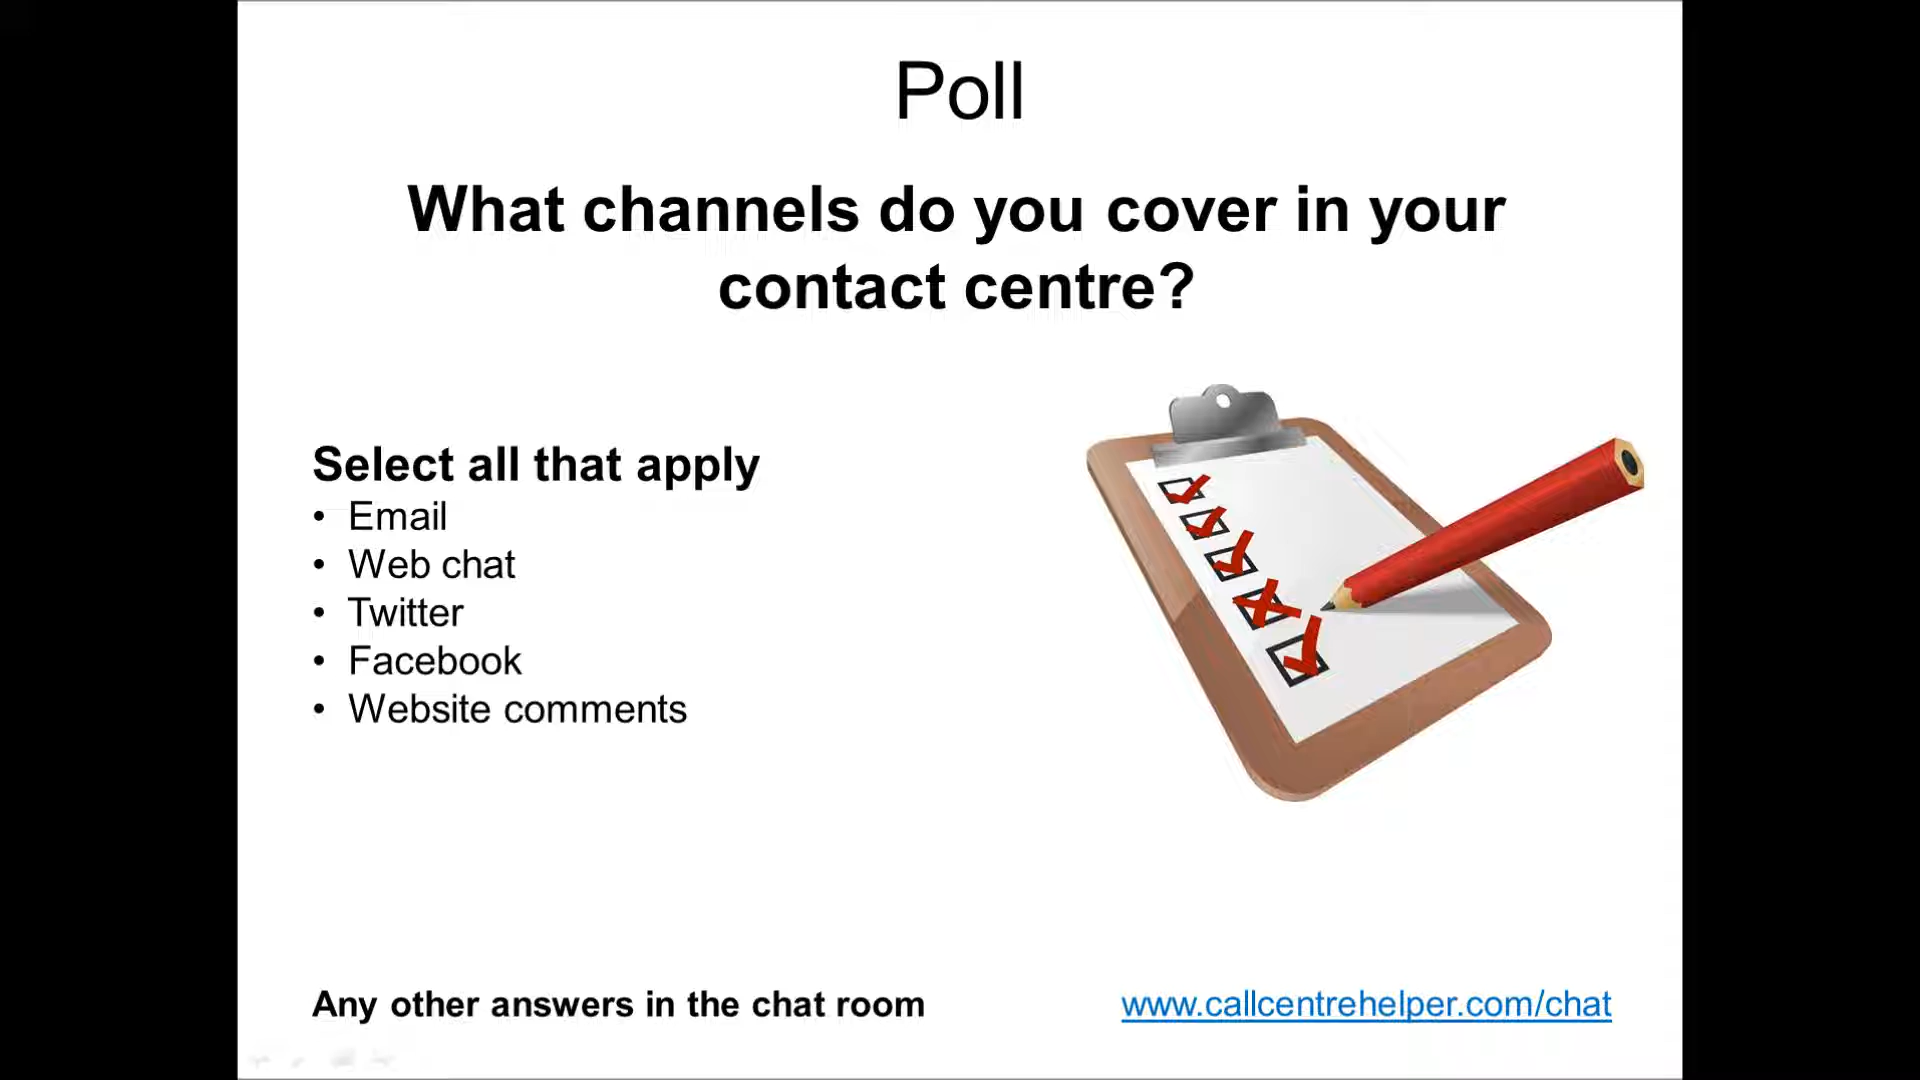 Poll
What channels do you cover in your
contact centre?
Select all that apply
• Email
• Web chat
• Twitter
• Facebook
• Website comments
Any other answers in the chat room
www.callcentrehelper.com/chat